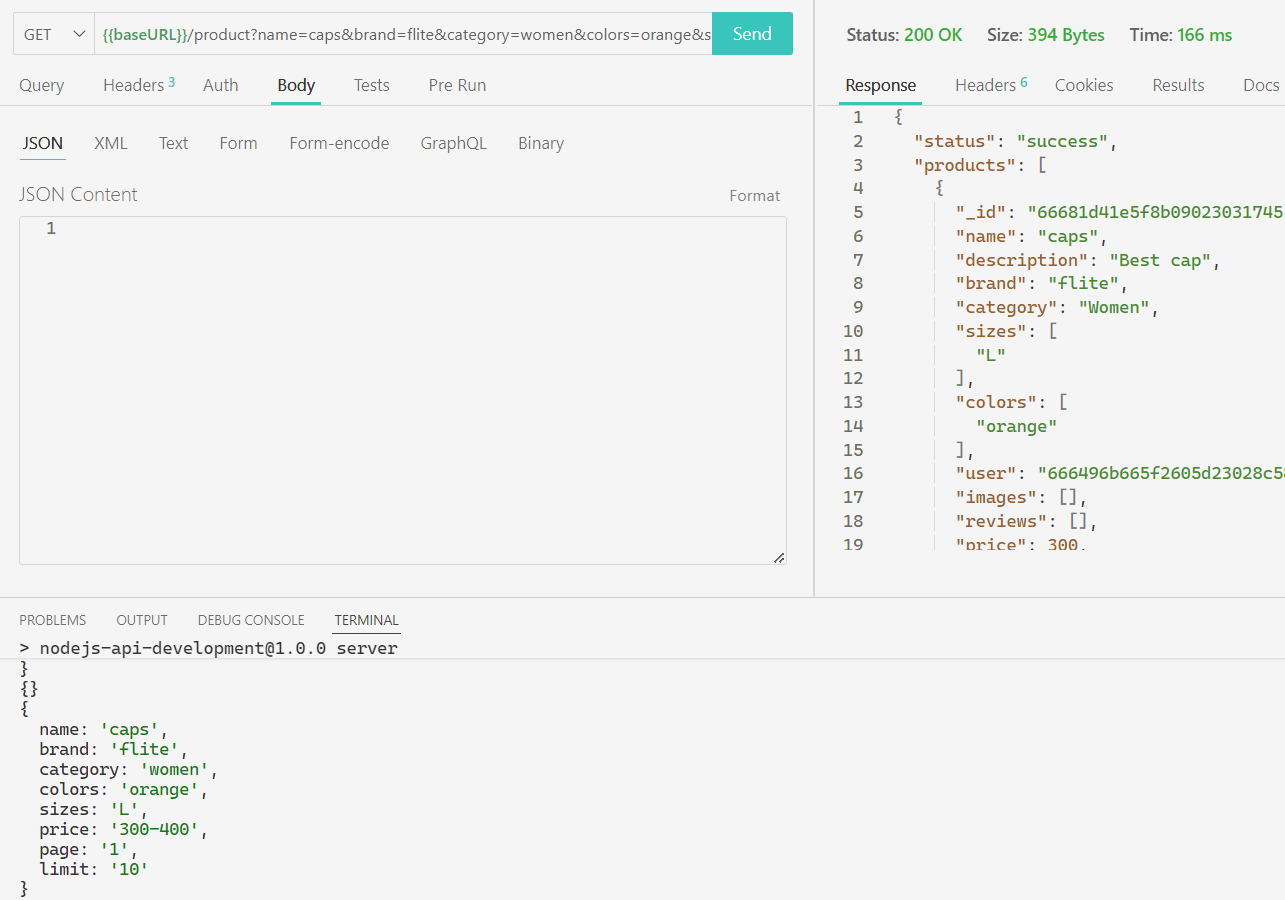 GET {{baseURL}}/product?name=caps&brand=flite&category=women&colors=orange&s Send
Query Headers 3 Auth Body Tests Pre Run
JSON XML Text Form Form-encode GraphQL Binary
JSON Content Format
1
Status: 200 OK Size: 394 Bytes Time: 166 ms
Response Headers 6 Cookies Results Docs
1 {
2 "status": "success",
3 "products": [
4 {
5 "_id": "66681d41e5f8b09023031745
6 "name": "caps",
7 "description": "Best cap",
8 "brand": "flite",
9 "category": "Women",
10 "sizes": [
11 "L"
12 ],
13 "colors": [
14 "orange"
15 ],
16 "user": "666496b665f2605d23028c58
17 "images": [],
18 "reviews": [],
19 "price": 300,
PROBLEMS OUTPUT DEBUG CONSOLE TERMINAL
> nodejs-api-development@1.0.0 server
}
{}
{
name: 'caps',
brand: 'flite',
category: 'women',
colors: 'orange',
sizes: 'L',
price: '300-400',
page: '1',
limit: '10'
}